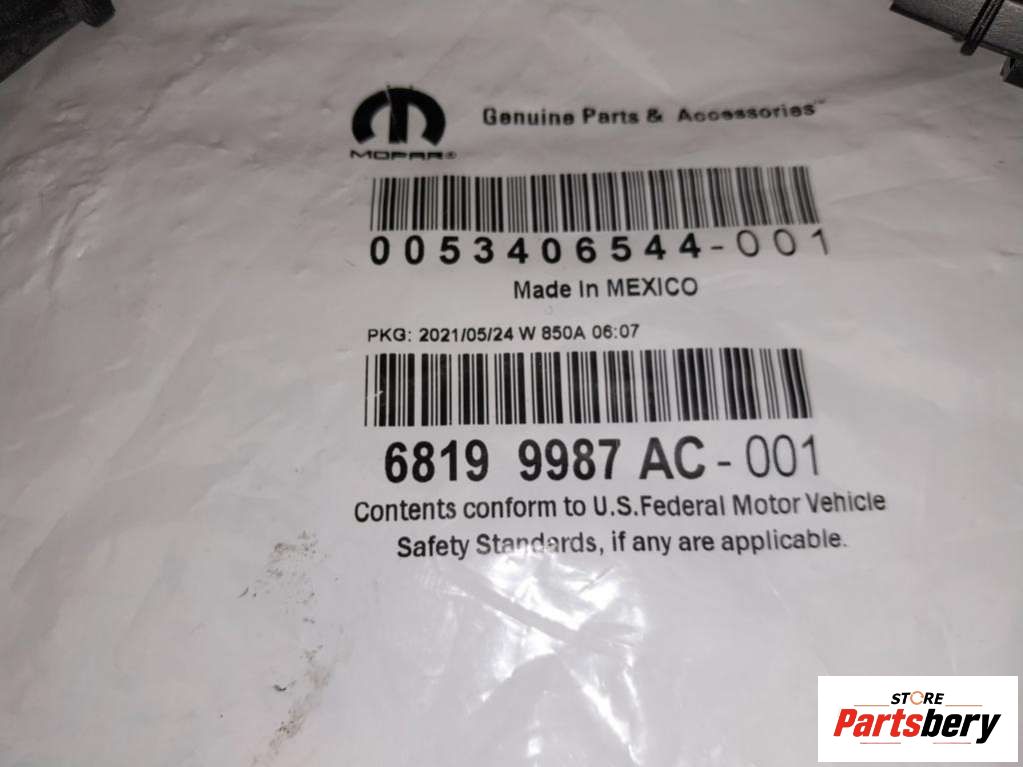 Genuine Parts & Accessories™
MOPAR®
0053406544-001
Made In MEXICO
PKG: 2021/05/24 W 850A 06:07
6819 9987 AC-001
Contents conform to U.S.Federal Motor Vehicle
Safety Standards, if any are applicable.
STORE
Partsbery